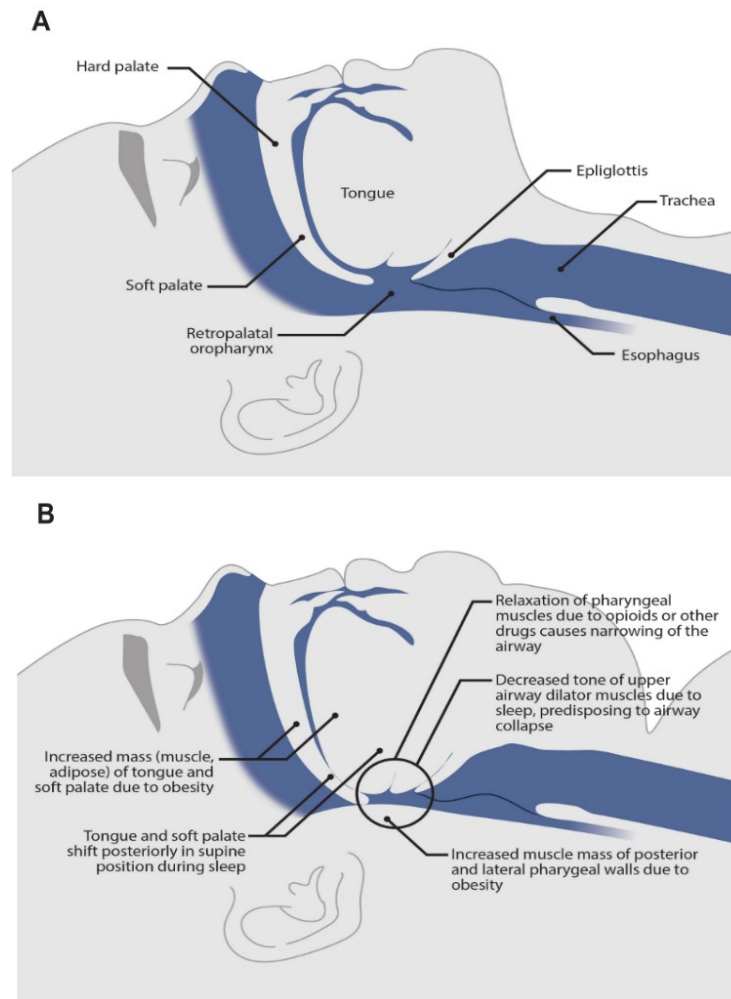 A
Hard palate
Tongue
Epliglottis
Trachea
Soft palate
Retropalatal
oropharynx
Esophagus
B
Relaxation of pharyngeal
muscles due to opioids or other
drugs causes narrowing of the
airway
Decreased tone of upper
airway dilator muscles due to
sleep, predisposing to airway
collapse
Increased mass (muscle,
adipose) of tongue and
soft palate due to obesity
Tongue and soft palate
shift posteriorly in supine
position during sleep
Increased muscle mass of posterior
and lateral pharygeal walls due to
obesity